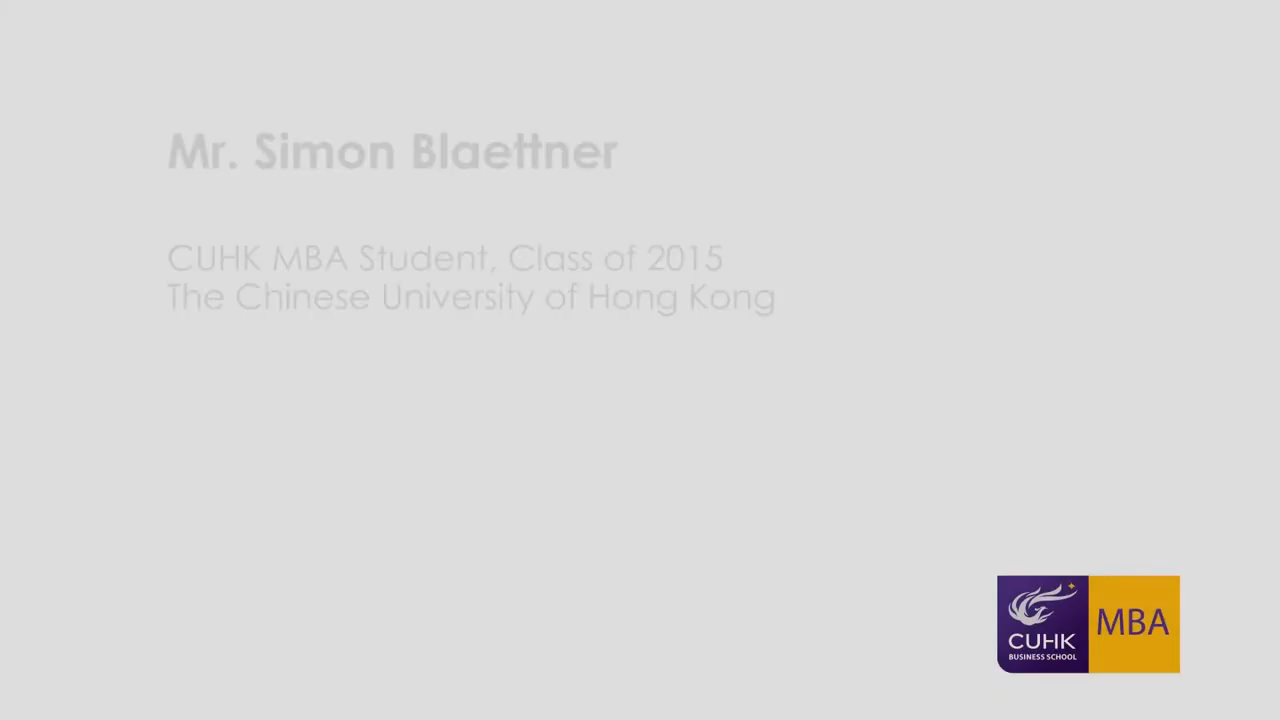 Mr. Simon Blaettner
CUHK MBA Student, Class of 2015
The Chinese University of Hong Kong
CUHK
BUSINESS SCHOOL
MBA